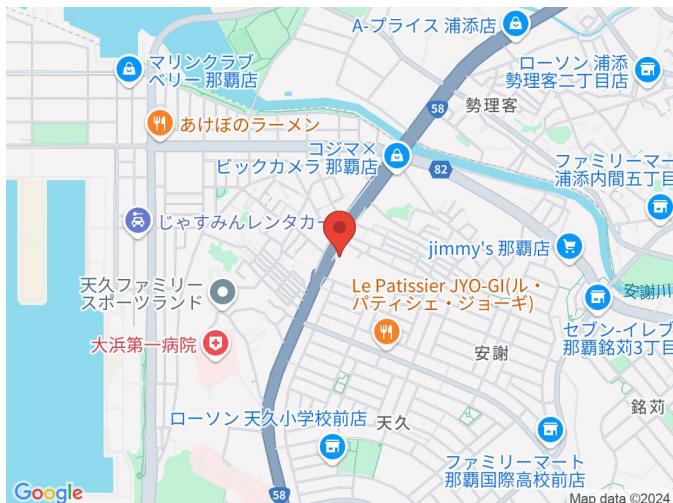 A-プライス 浦添店
マリンクラブ
ベリー 那覇店
ローソン 浦添
勢理客二丁目店
58
勢理客
あけぼのラーメン
コジマ×
ビックカメラ 那覇店
82
ファミリーマー
浦添内間五丁目
じゃすみんレンタカー
jimmy's 那覇店
天久ファミリー
スポーツランド
Le Patissier JYO-GI(ル・
パティシェ・ジョーギ)
安謝川
大浜第一病院
安謝
セブン-イレブ
那覇銘苅3丁目
銘苅
ローソン 天久小学校前店
天久
ファミリーマート
那覇国際高校前店
58
Google
Map data ©2024